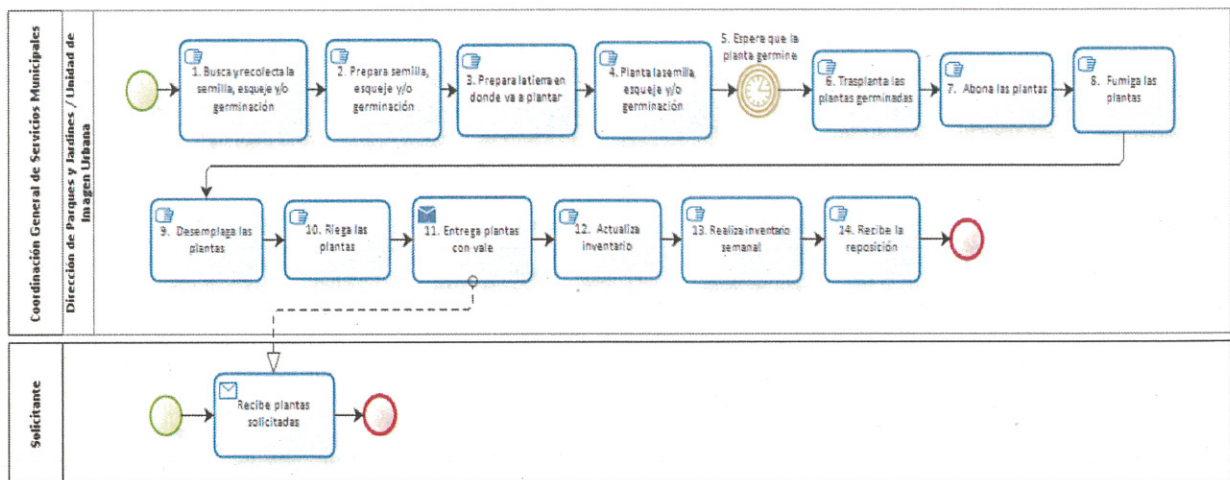 Coordinación General de Servicios Municipales
Dirección de Parques y Jardines / Unidad de
Imagen Urbana
1. Busca y recolecta la
semilla, esqueje y/o
germinación
2. Prepara semilla,
esqueje y/o
germinación
3. Prepara la tierra en
donde va a plantar
4. Planta la semilla,
esqueje y/o
germinación
5. Espera que la
planta germine
6. Trasplanta las
plantas germinadas
7. Abona las plantas
8. Fumiga las
plantas
9. Desemplaga las
plantas
10. Riega las
plantas
11. Entrega plantas
con vale
12. Actualiza
inventario
13. Realiza inventario
semanal
14. Recibe la
reposición
Solicitante
Recibe plantas
solicitadas